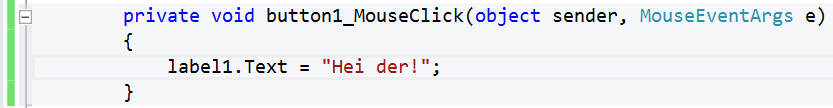 private void button1_MouseClick(object sender, MouseEventArgs e)
{
label1.Text = "Hei der!";
}